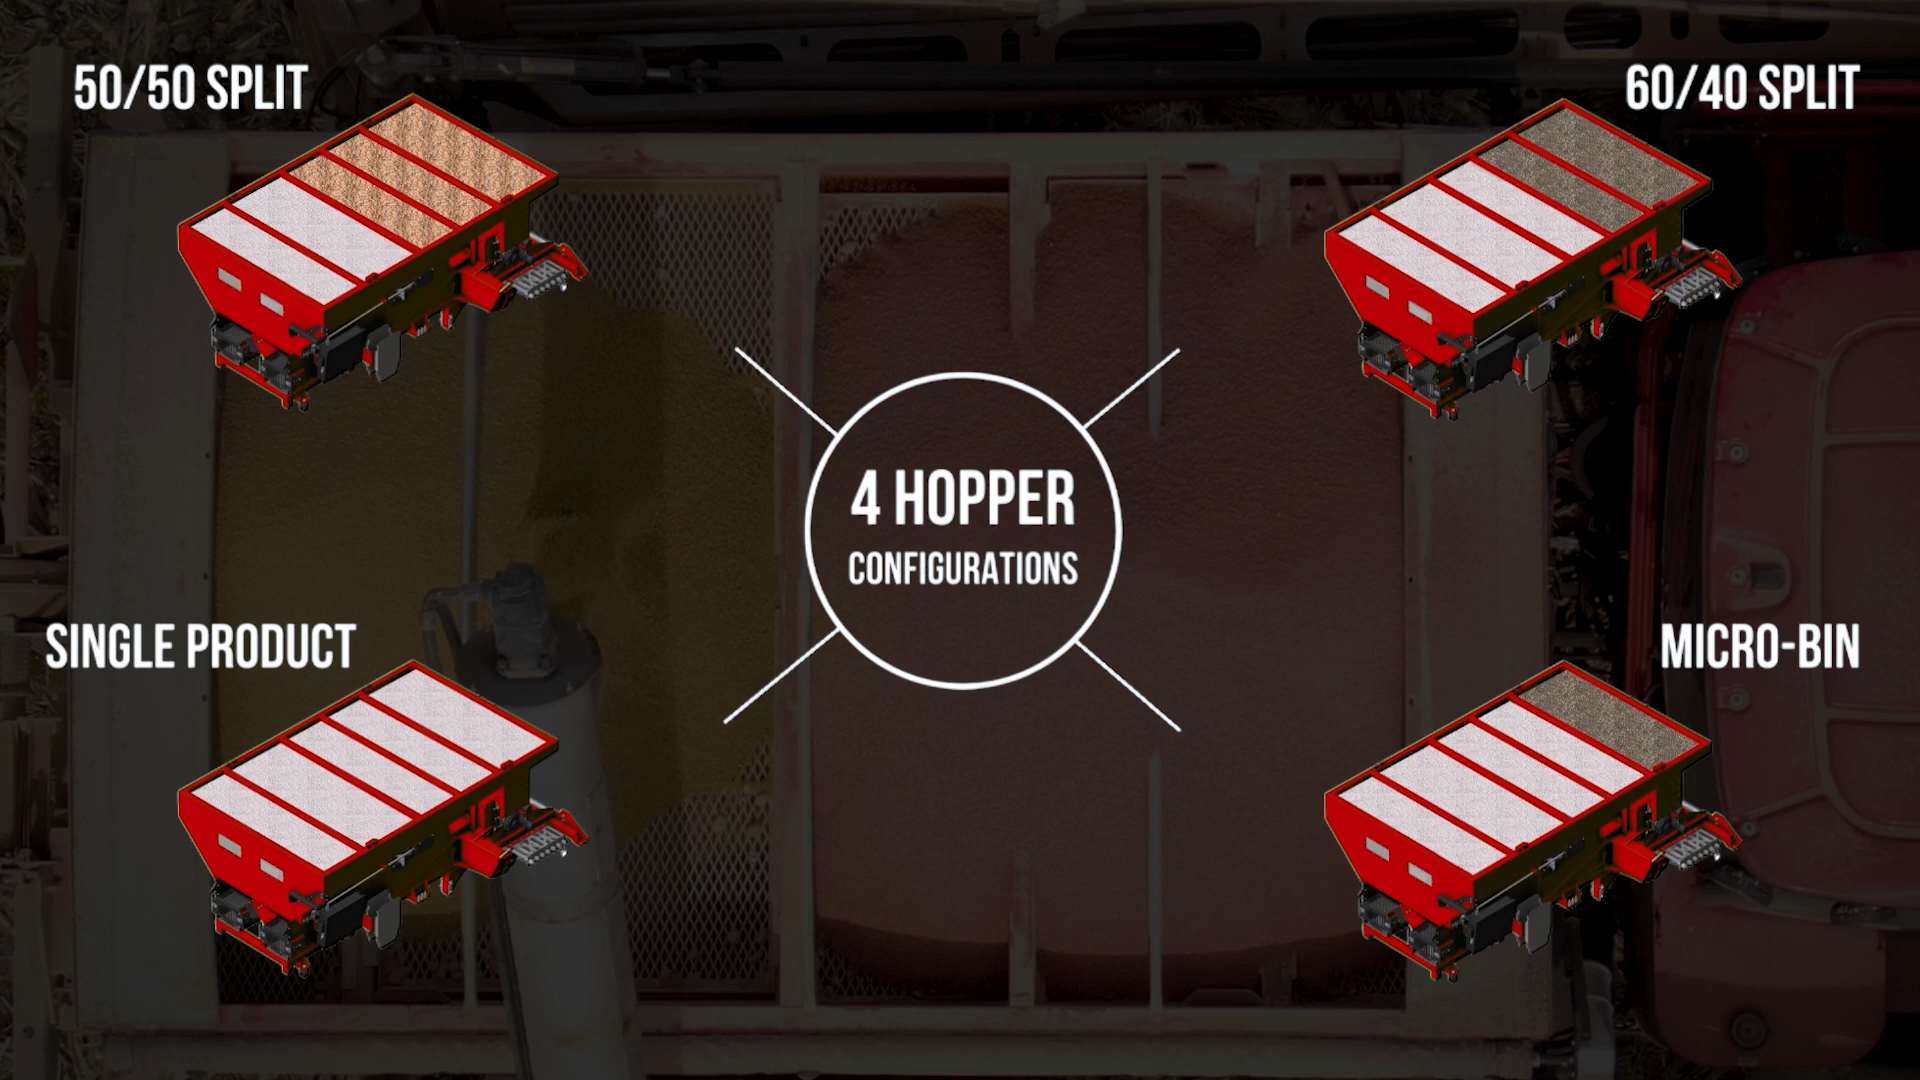 50/50 SPLIT
60/40 SPLIT
4 HOPPER
CONFIGURATIONS
SINGLE PRODUCT
MICRO-BIN